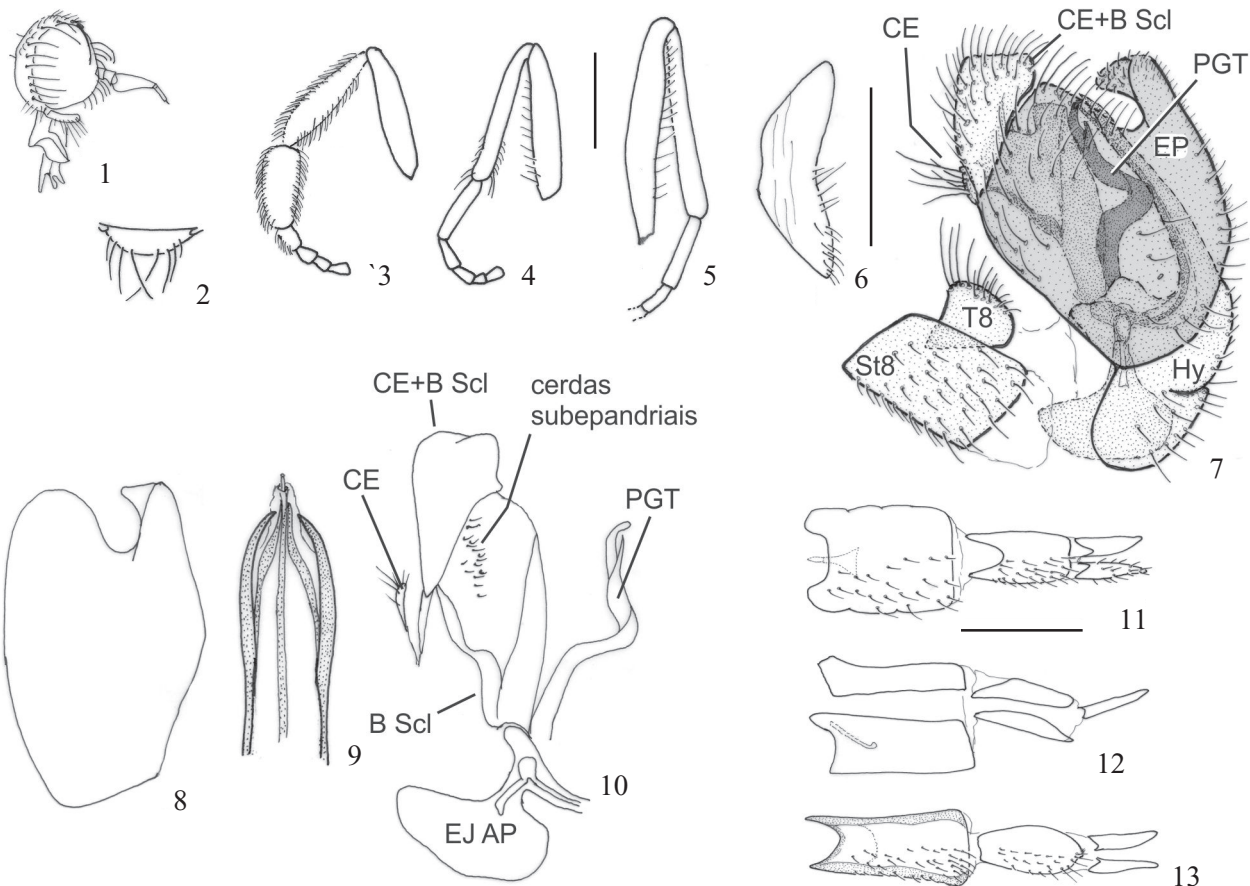 CE
CE+B Scl
PGT
EP
1
2
`3
4
5
6
T8
St8
Hy
7
CE+B Scl
cerdas
subepandriais
CE
PGT
B Scl
EJ AP
8
9
10
11
12
13